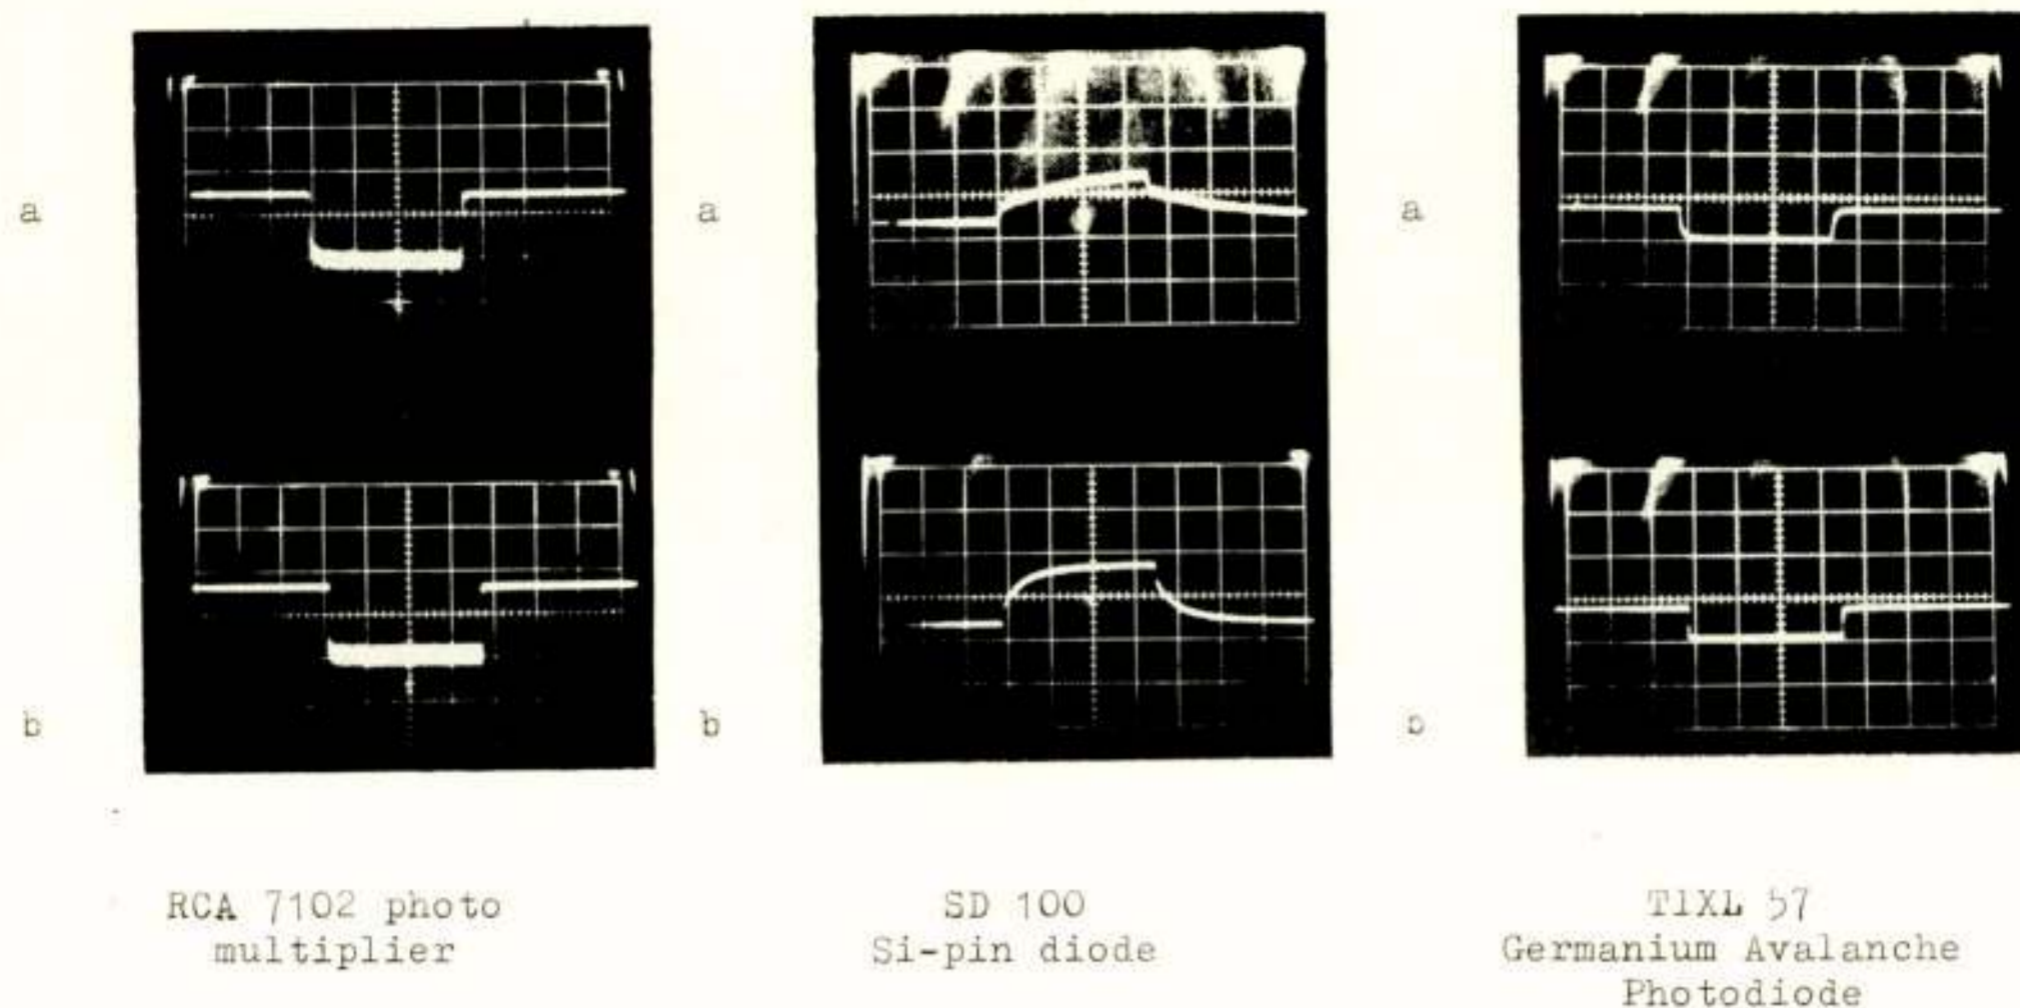 a
a
a
b
b
b
RCA 7102 photo
multiplier
SD 100
Si-pin diode
TIXL 57
Germanium Avalanche
Photodiode